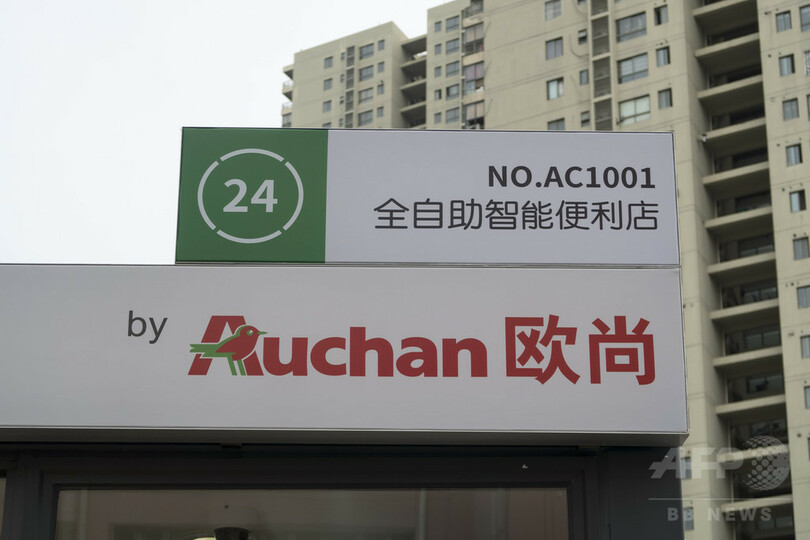 24
NO.AC1001
全自助智能便利店
by
Auchan 欧尚
AFP
BB NEWS